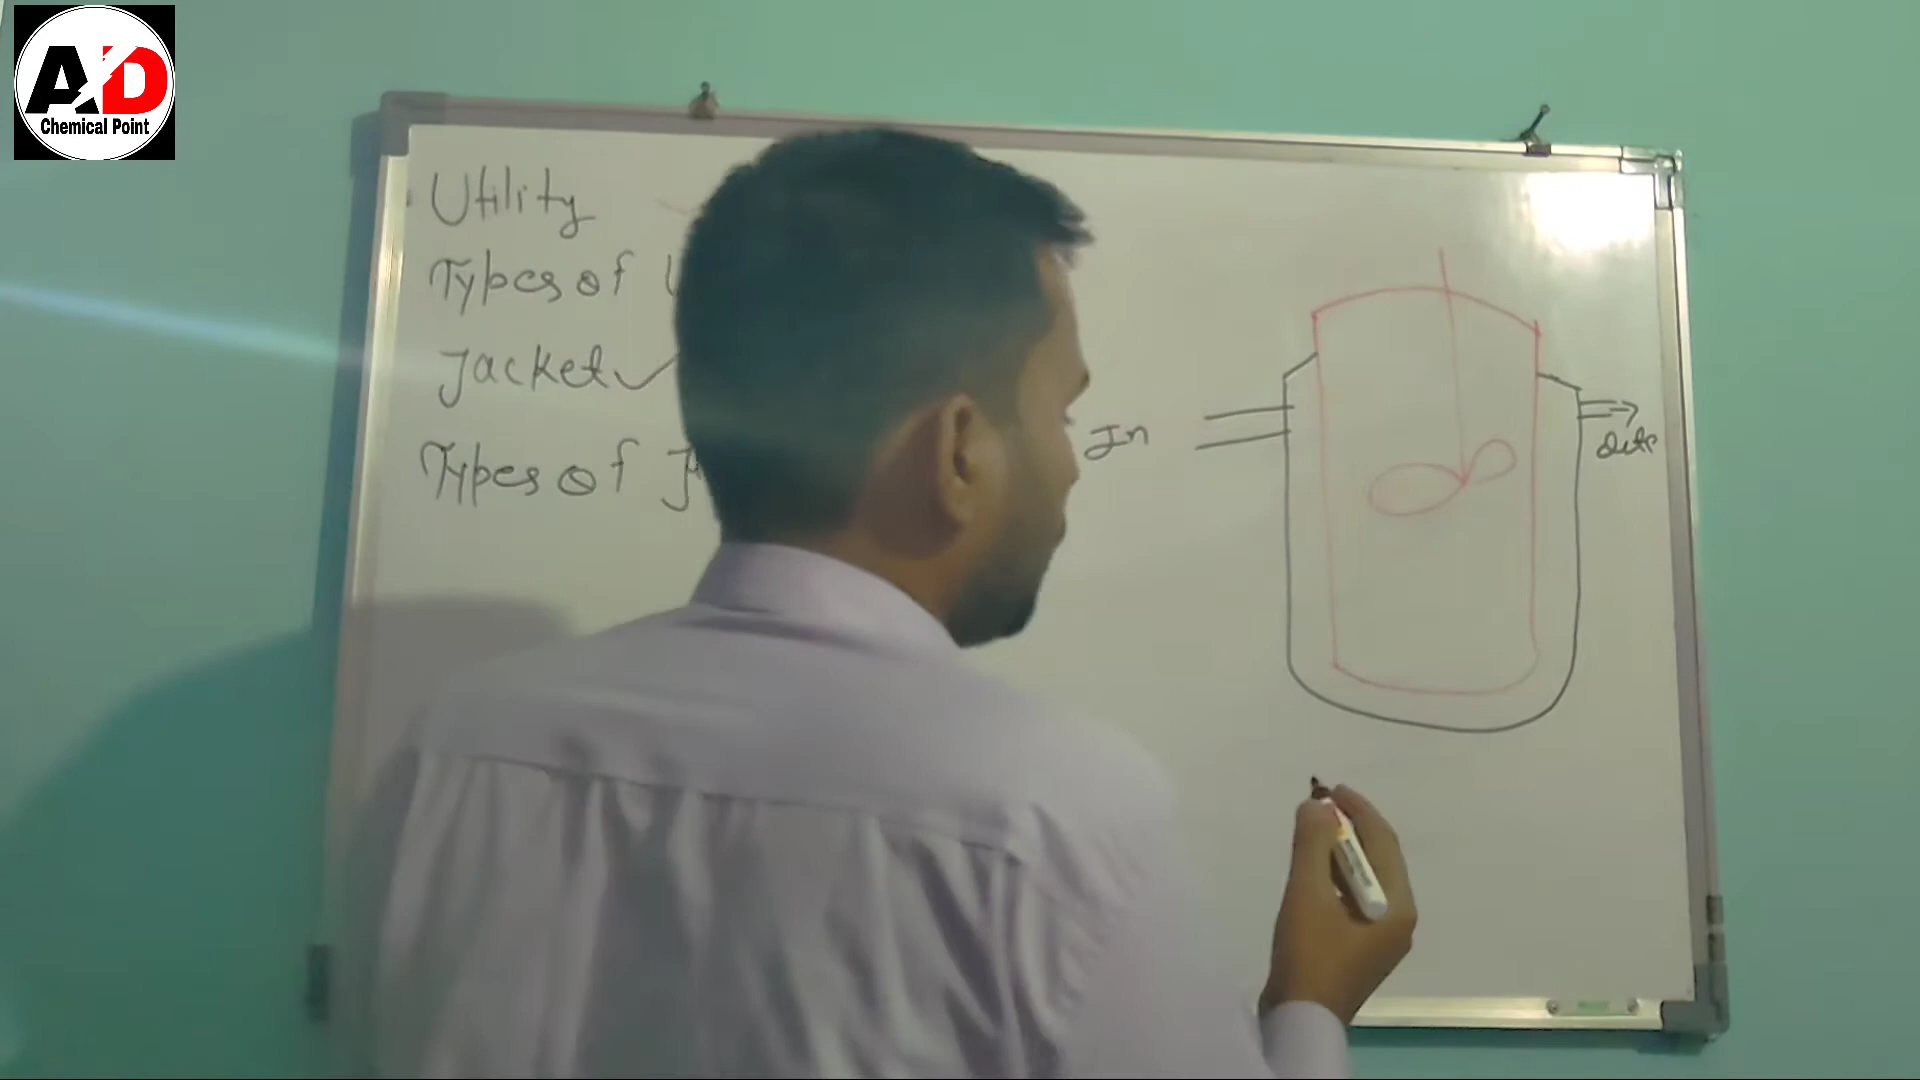 A D
Chemical Point
Utility
Types of
Jacket
Types of
In
Out